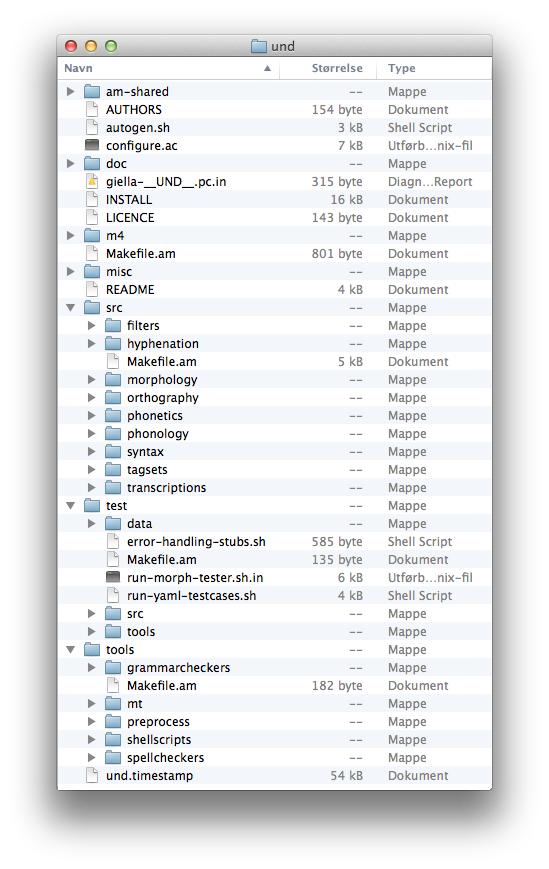 und
Navn Størrelse Type
am-shared -- Mappe
AUTHORS 154 byte Dokument
autogen.sh 3 kB Shell Script
configure.ac 7 kB Utførb...nix-fil
doc -- Mappe
giella-__UND__.pc.in 315 byte Diagn...Report
INSTALL 16 kB Dokument
LICENCE 143 byte Dokument
m4 -- Mappe
Makefile.am 801 byte Dokument
misc -- Mappe
README 4 kB Dokument
src -- Mappe
filters -- Mappe
hyphenation -- Mappe
Makefile.am 5 kB Dokument
morphology -- Mappe
orthography -- Mappe
phonetics -- Mappe
phonology -- Mappe
syntax -- Mappe
tagsets -- Mappe
transcriptions -- Mappe
test -- Mappe
data -- Mappe
error-handling-stubs.sh 585 byte Shell Script
Makefile.am 135 byte Dokument
run-morph-tester.sh.in 6 kB Utførb...nix-fil
run-yaml-testcases.sh 4 kB Shell Script
src -- Mappe
tools -- Mappe
tools -- Mappe
grammarcheckers -- Mappe
Makefile.am 182 byte Dokument
mt -- Mappe
preprocess -- Mappe
shellscripts -- Mappe
spellcheckers -- Mappe
und.timestamp 54 kB Dokument